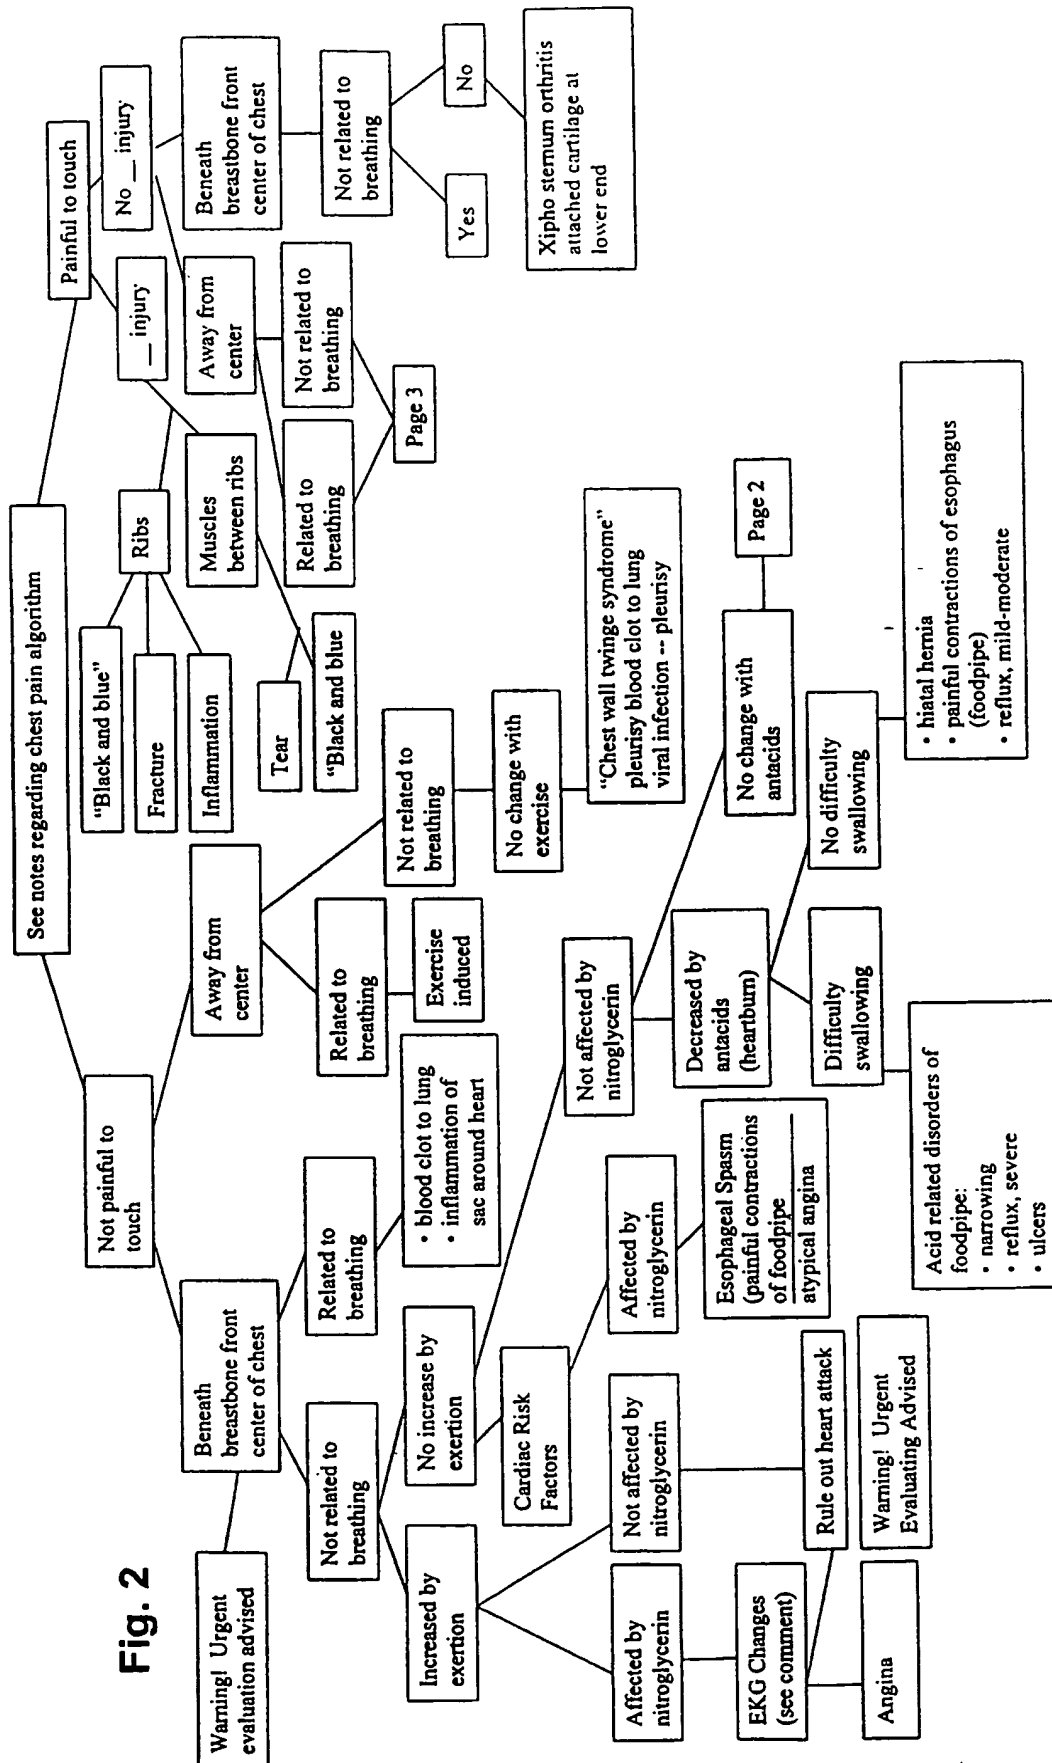 Fig. 2
See notes regarding chest pain algorithm
Not painful to
touch
Painful to touch
Warning! Urgent
evaluation advised
Beneath
breastbone front
center of chest
Away from
center
"Black and blue"
Fracture
Inflammation
Ribs
__ injury
No __ injury
Muscles
between ribs
Tear
"Black and blue
Away from
center
Beneath
breastbone front
center of chest
Related to
breathing
Not related to
breathing
Page 3
Not related to
breathing
Yes
No
Xipho sternum orthritis
attached cartilage at
lower end
Not related to
breathing
Related to
breathing
• blood clot to lung
• inflammation of
sac around heart
Related to
breathing
Exercise
induced
Not related to
breathing
No change with
exercise
"Chest wall twinge syndrome"
pleurisy blood clot to lung
viral infection -- pleurisy
Increased by
exertion
No increase by
exertion
Cardiac Risk
Factors
Affected by
nitroglycerin
Not affected by
nitroglycerin
Affected by
nitroglycerin
Not affected by
nitroglycerin
EKG Changes
(see comment)
Angina
Rule out heart attack
Warning! Urgent
Evaluating Advised
Esophageal Spasm
(painful contractions
of foodpipe
atypical angina
Decreased by
antacids
(heartburn)
No change with
antacids
Page 2
Difficulty
swallowing
No difficulty
swallowing
Acid related disorders of
foodpipe:
• narrowing
• reflux, severe
• ulcers
• hiatal hernia
• painful contractions of esophagus
(foodpipe)
• reflux, mild-moderate